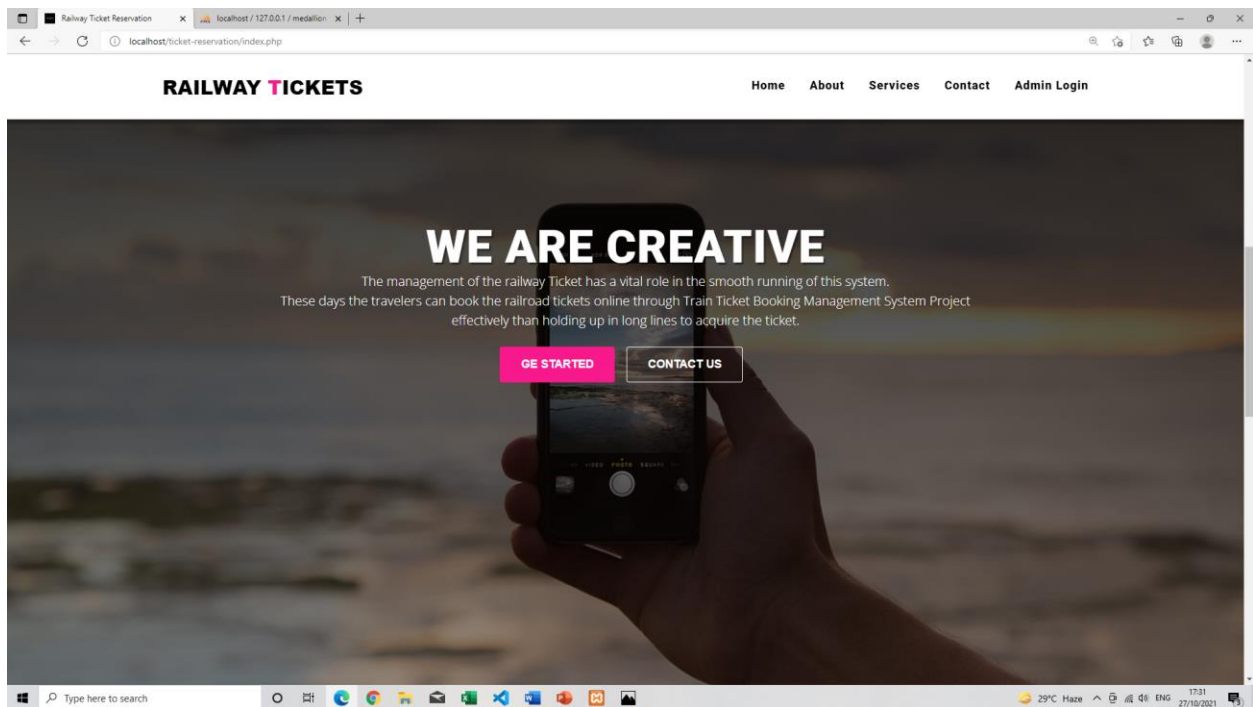 Railway Ticket Reservation
localhost / 127.0.0.1 / medallion
localhost/ticket-reservation/index.php
RAILWAY TICKETS
Home About Services Contact Admin Login
WE ARE CREATIVE
The management of the railway Ticket has a vital role in the smooth running of this system.
These days the travelers can book the railroad tickets online through Train Ticket Booking Management System Project
effectively than holding up in long lines to acquire the ticket.
GE STARTED CONTACT US
VIDEO PHOTO SQUARE
Type here to search
29°C Haze ENG 17:31
27/10/2021